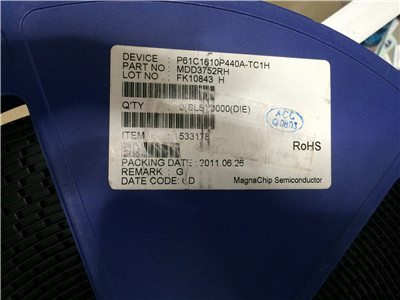 DEVICE : P61C1610P440A-TC1H
PART NO : MDD3752RH
LOT NO : FK10843 H
Q'TY : 3000(DIE)
ITEM
PACKING DATE :2011.06.26
REMARK : G
DATE CODE: D
RoHS
MagnaChip Semiconductor